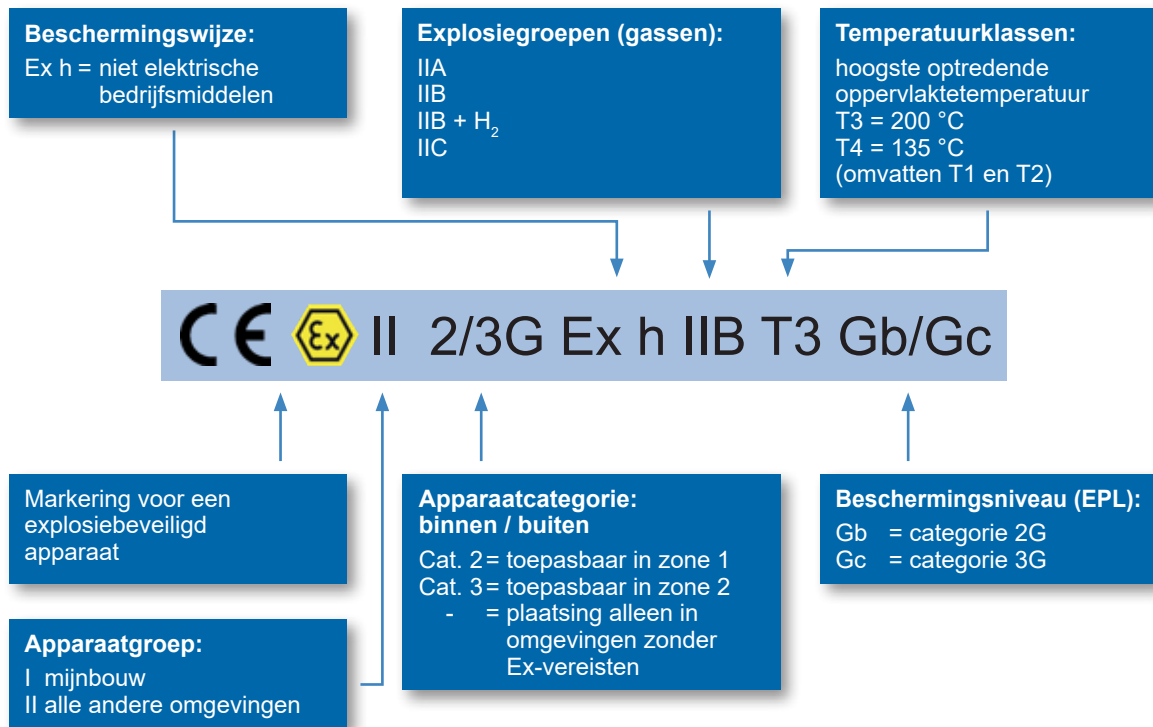 Beschermingswijze:
Ex h = niet elektrische
bedrijfsmiddelen
Explosiegroepen (gassen):
IIA
IIB
IIB + H₂
IIC
Temperatuurklassen:
hoogste optredende
oppervlaktetemperatuur
T3 = 200 °C
T4 = 135 °C
(omvatten T1 en T2)
CE Ex II 2/3G Ex h IIB T3 Gb/Gc
Markering voor een
explosiebeveiligd
apparaat
Apparaatgroep:
I mijnbouw
II alle andere omgevingen
Apparaatcategorie:
binnen / buiten
Cat. 2 = toepasbaar in zone 1
Cat. 3 = toepasbaar in zone 2
- = plaatsing alleen in
omgevingen zonder
Ex-vereisten
Beschermingsniveau (EPL):
Gb = categorie 2G
Gc = categorie 3G